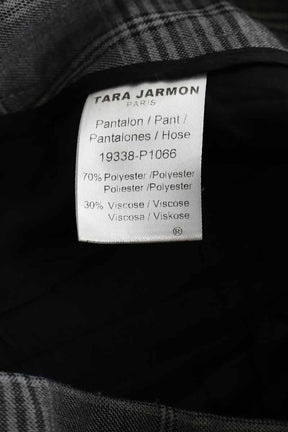 TARA JARMON
PARIS
Pantalon / Pant /
Pantalones / Hose
19338-P1066
70% Polyester /Polyester
Poliester /Polyester
30% Viscose / Viscose
Viscosa / Viskose
®